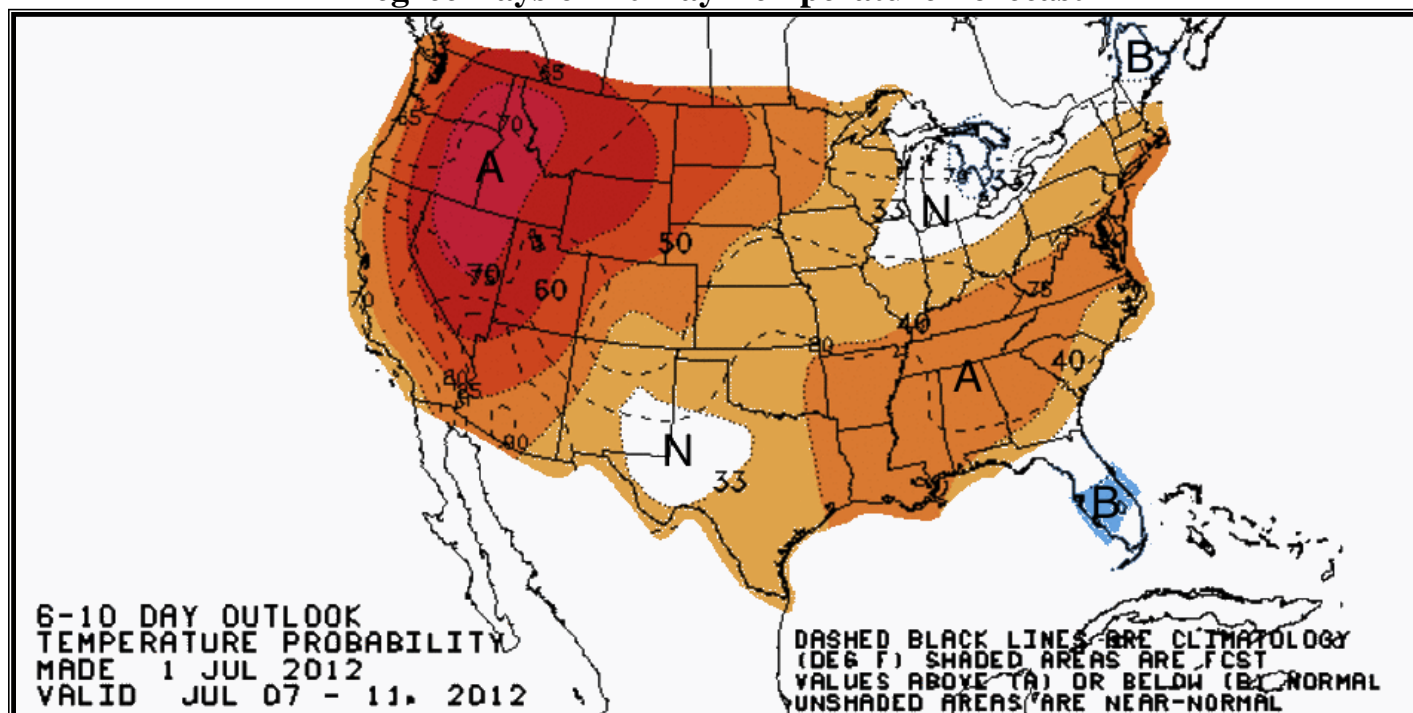 B
65
65
70
A
70
33
33
N
50
70
60
75
70
40
80
A
40
80
85
90
N
33
B
6-10 DAY OUTLOOK
TEMPERATURE PROBABILITY
MADE 1 JUL 2012
VALID JUL 07 - 11, 2012
DASHED BLACK LINES ARE CLIMATOLOGY
(DEG F) SHADED AREAS ARE FCST
VALUES ABOVE (A) OR BELOW (B) NORMAL
UNSHADED AREAS ARE NEAR-NORMAL